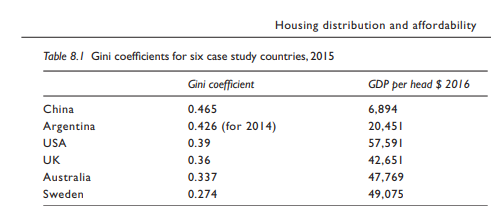 Housing distribution and affordability
Table 8.1 Gini coefficients for six case study countries, 2015
Gini coefficient GDP per head $ 2016
China 0.465 6,894
Argentina 0.426 (for 2014) 20,451
USA 0.39 57,591
UK 0.36 42,651
Australia 0.337 47,769
Sweden 0.274 49,075